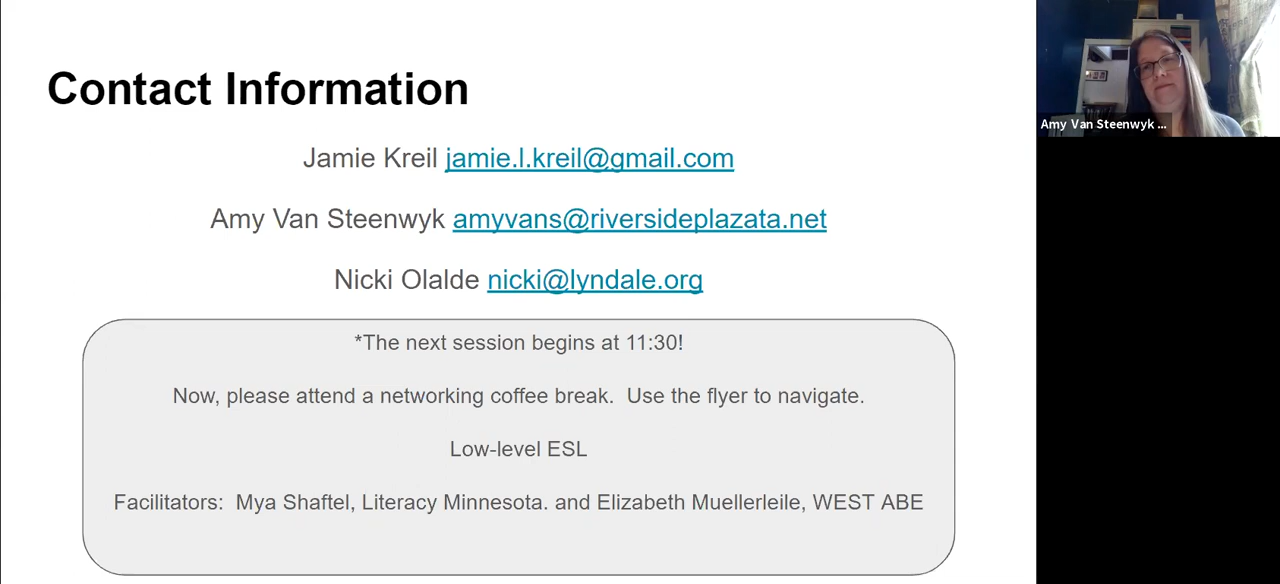 Contact Information
Jamie Kreil jamie.l.kreil@gmail.com
Amy Van Steenwyk amyvans@riversideplazata.net
Nicki Olalde nicki@lyndale.org
*The next session begins at 11:30!
Now, please attend a networking coffee break.  Use the flyer to navigate.
Low-level ESL
Facilitators:  Mya Shaftel, Literacy Minnesota. and Elizabeth Muellerleile, WEST ABE
Amy Van Steenwyk ...